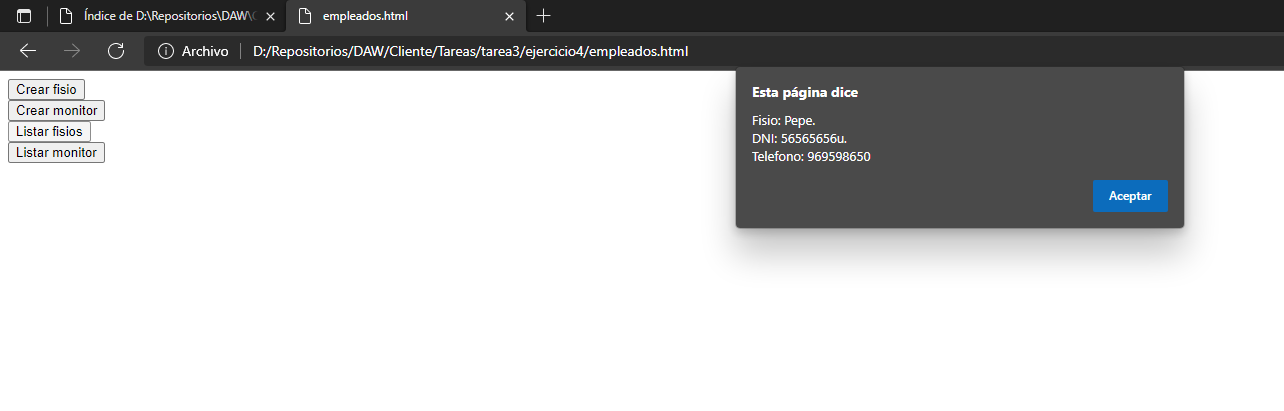 Índice de D:\Repositorios\DAW\
empleados.html
Archivo
D:/Repositorios/DAW/Cliente/Tareas/tarea3/ejercicio4/empleados.html
Crear fisio
Crear monitor
Listar fisios
Listar monitor
Esta página dice
Fisio: Pepe.
DNI: 56565656u.
Telefono: 969598650
Aceptar